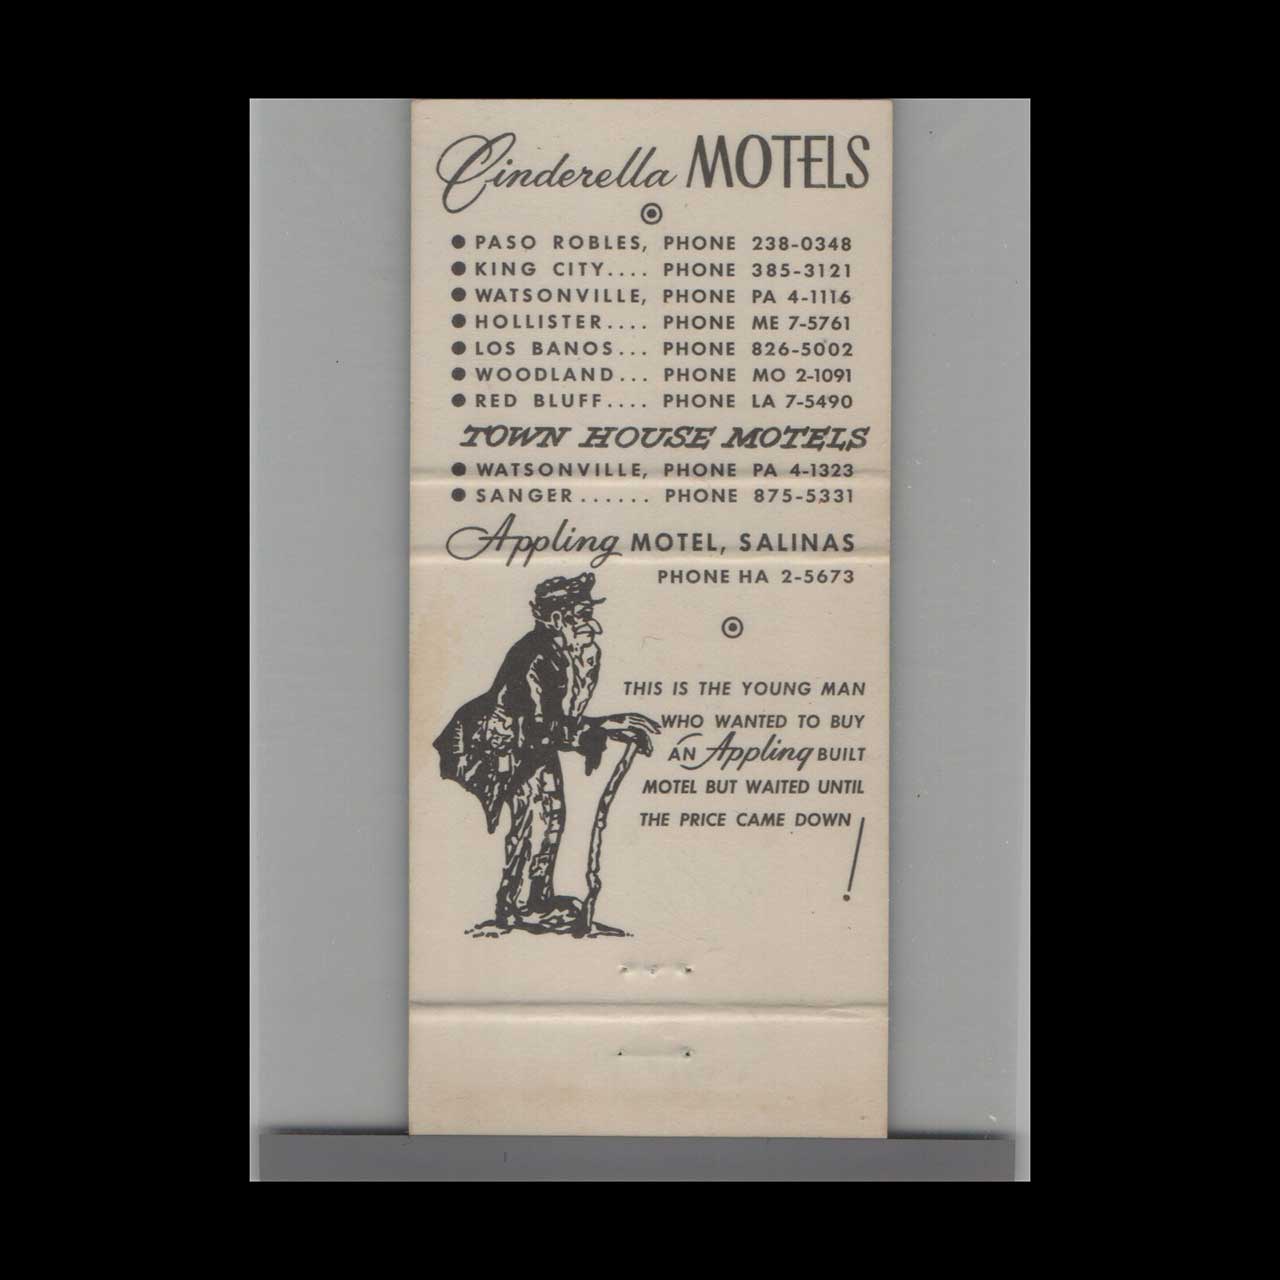 Cinderella MOTELS
● PASO ROBLES, PHONE 238-0348
● KING CITY.... PHONE 385-3121
● WATSONVILLE, PHONE PA 4-1116
● HOLLISTER.... PHONE ME 7-5761
● LOS BANOS... PHONE 826-5002
● WOODLAND... PHONE MO 2-1091
● RED BLUFF.... PHONE LA 7-5490
TOWN HOUSE MOTELS
● WATSONVILLE, PHONE PA 4-1323
● SANGER...... PHONE 875-5331
Appling MOTEL, SALINAS
PHONE HA 2-5673
THIS IS THE YOUNG MAN
WHO WANTED TO BUY
AN Appling BUILT
MOTEL BUT WAITED UNTIL
THE PRICE CAME DOWN!